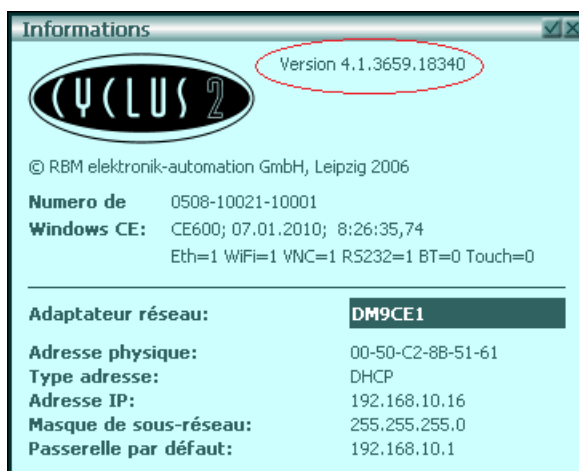 Informations
Version 4.1.3659.18340
CYCLUS 2
© RBM elektronik-automation GmbH, Leipzig 2006
Numero de 0508-10021-10001
Windows CE: CE600; 07.01.2010; 8:26:35,74
Eth=1 WiFi=1 VNC=1 RS232=1 BT=0 Touch=0
Adaptateur réseau: DM9CE1
Adresse physique: 00-50-C2-8B-51-61
Type adresse: DHCP
Adresse IP: 192.168.10.16
Masque de sous-réseau: 255.255.255.0
Passerelle par défaut: 192.168.10.1